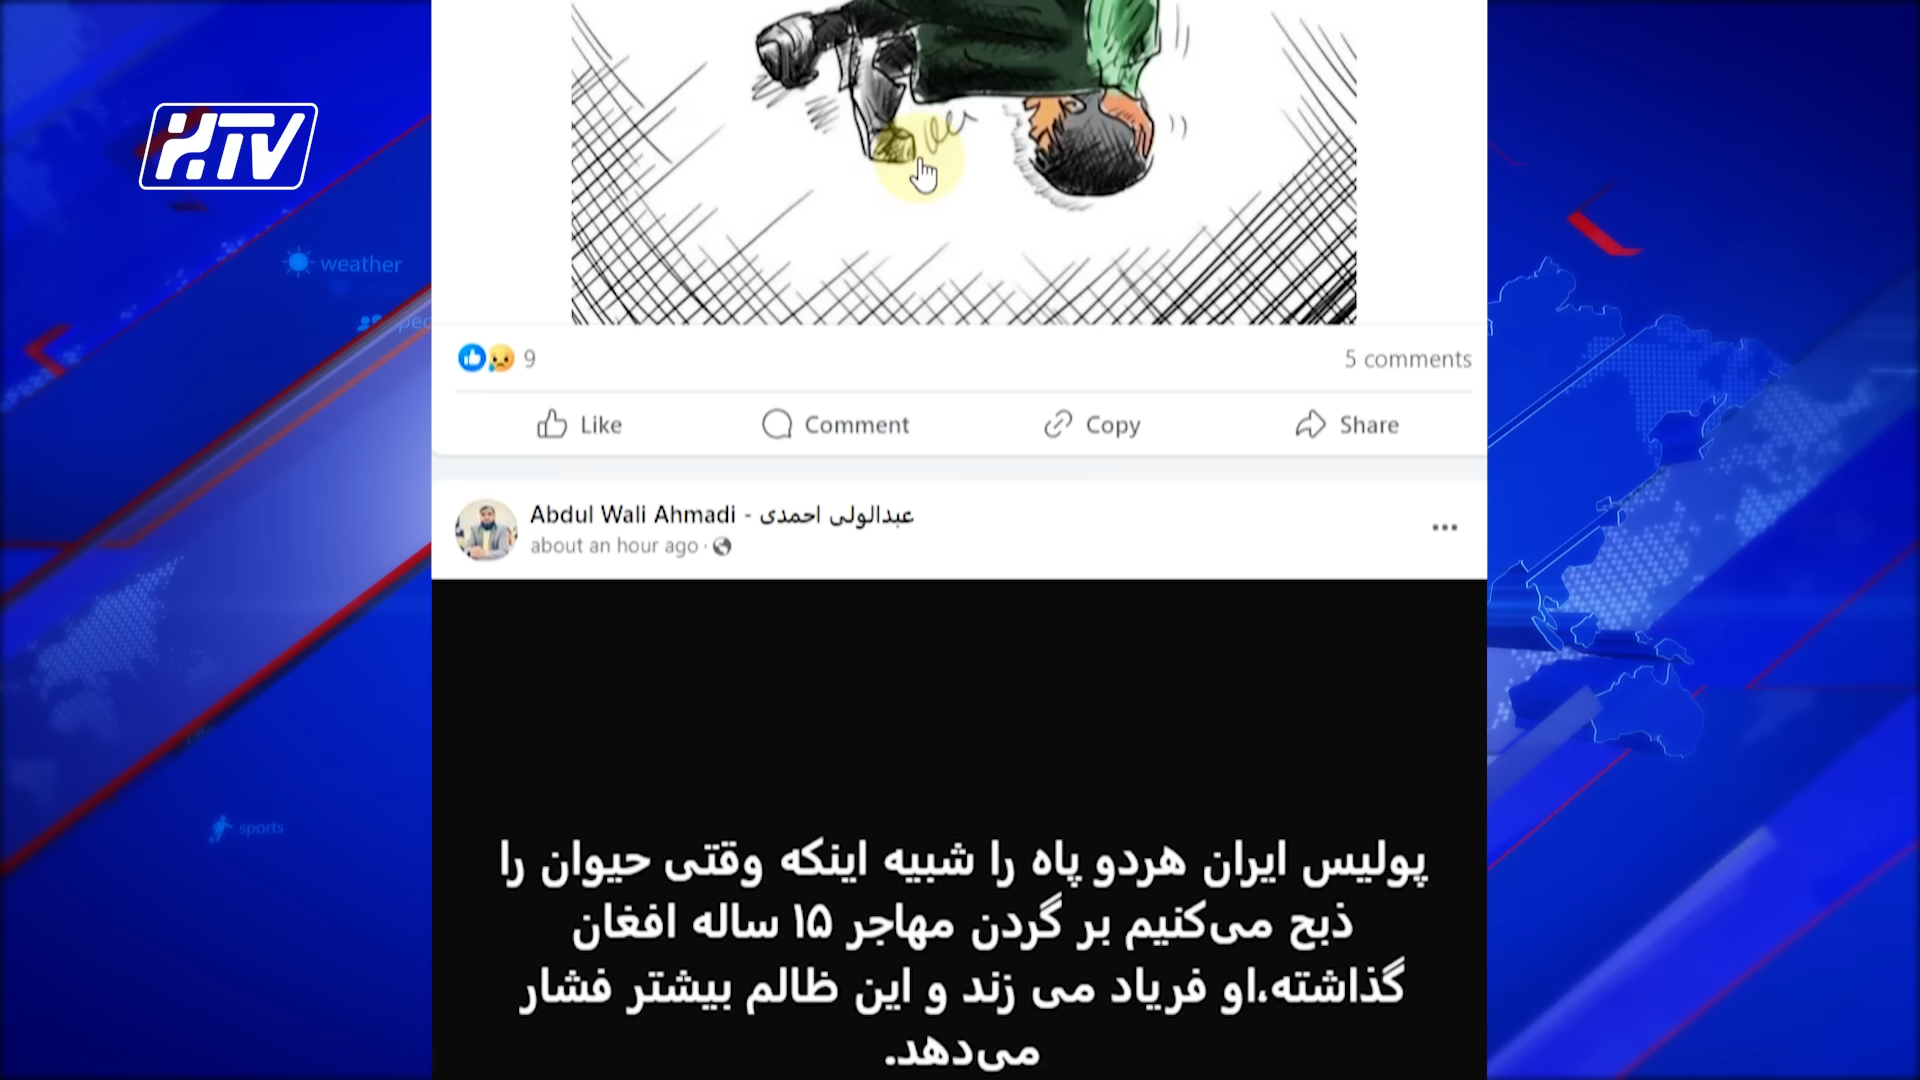 HTV
weather
9
5 comments
Like
Comment
Copy
Share
Abdul Wali Ahmadi - عبدالولی احمدی
about an hour ago ·
پولیس ایران هردو پاه را شبیه اینکه وقتی حیوان را
ذبح می‌کنیم بر گردن مهاجر ۱۵ ساله افغان
گذاشته،او فریاد می زند و این ظالم بیشتر فشار
می‌دهد.
sports